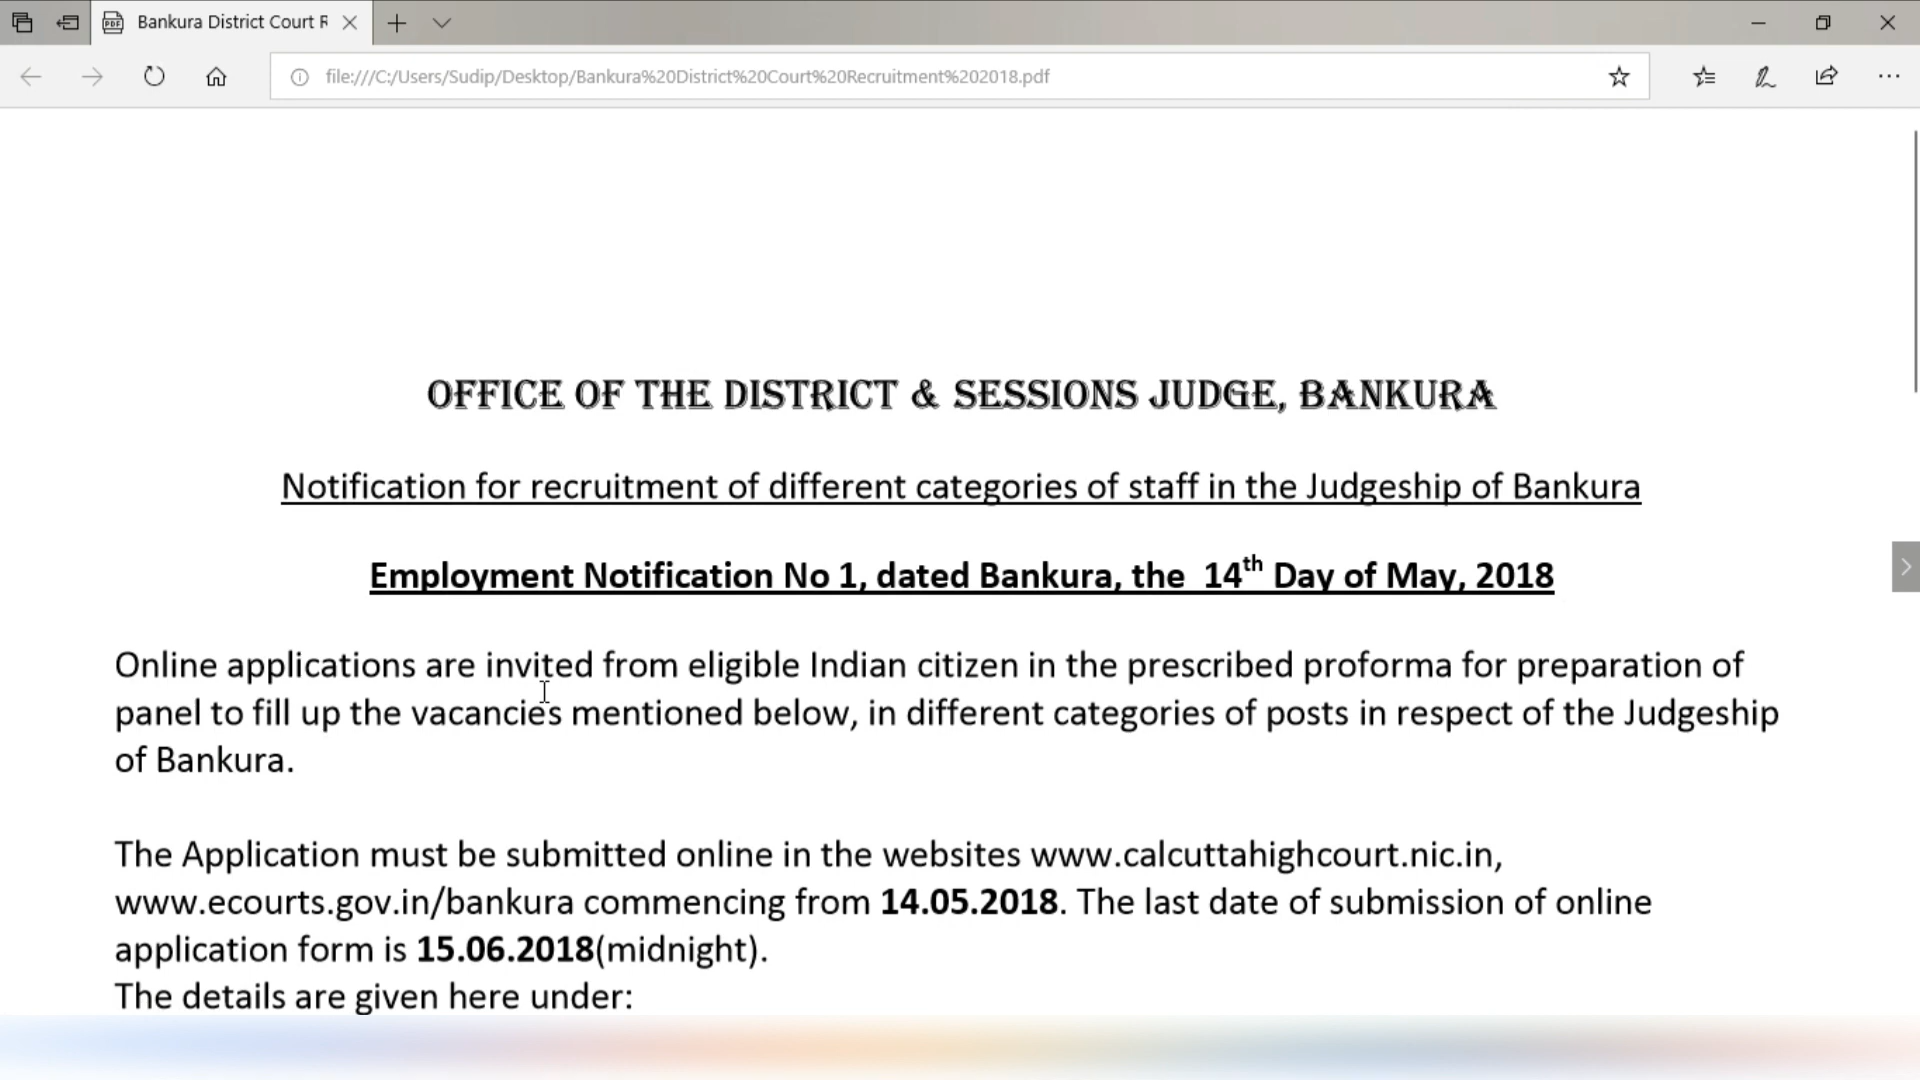 Bankura District Court R
file:///C:/Users/Sudip/Desktop/Bankura%20District%20Court%20Recruitment%202018.pdf
OFFICE OF THE DISTRICT & SESSIONS JUDGE, BANKURA
Notification for recruitment of different categories of staff in the Judgeship of Bankura
Employment Notification No 1, dated Bankura, the 14th Day of May, 2018
Online applications are invited from eligible Indian citizen in the prescribed proforma for preparation of
panel to fill up the vacancies mentioned below, in different categories of posts in respect of the Judgeship
of Bankura.
The Application must be submitted online in the websites www.calcuttahighcourt.nic.in,
www.ecourts.gov.in/bankura commencing from 14.05.2018. The last date of submission of online
application form is 15.06.2018(midnight).
The details are given here under: